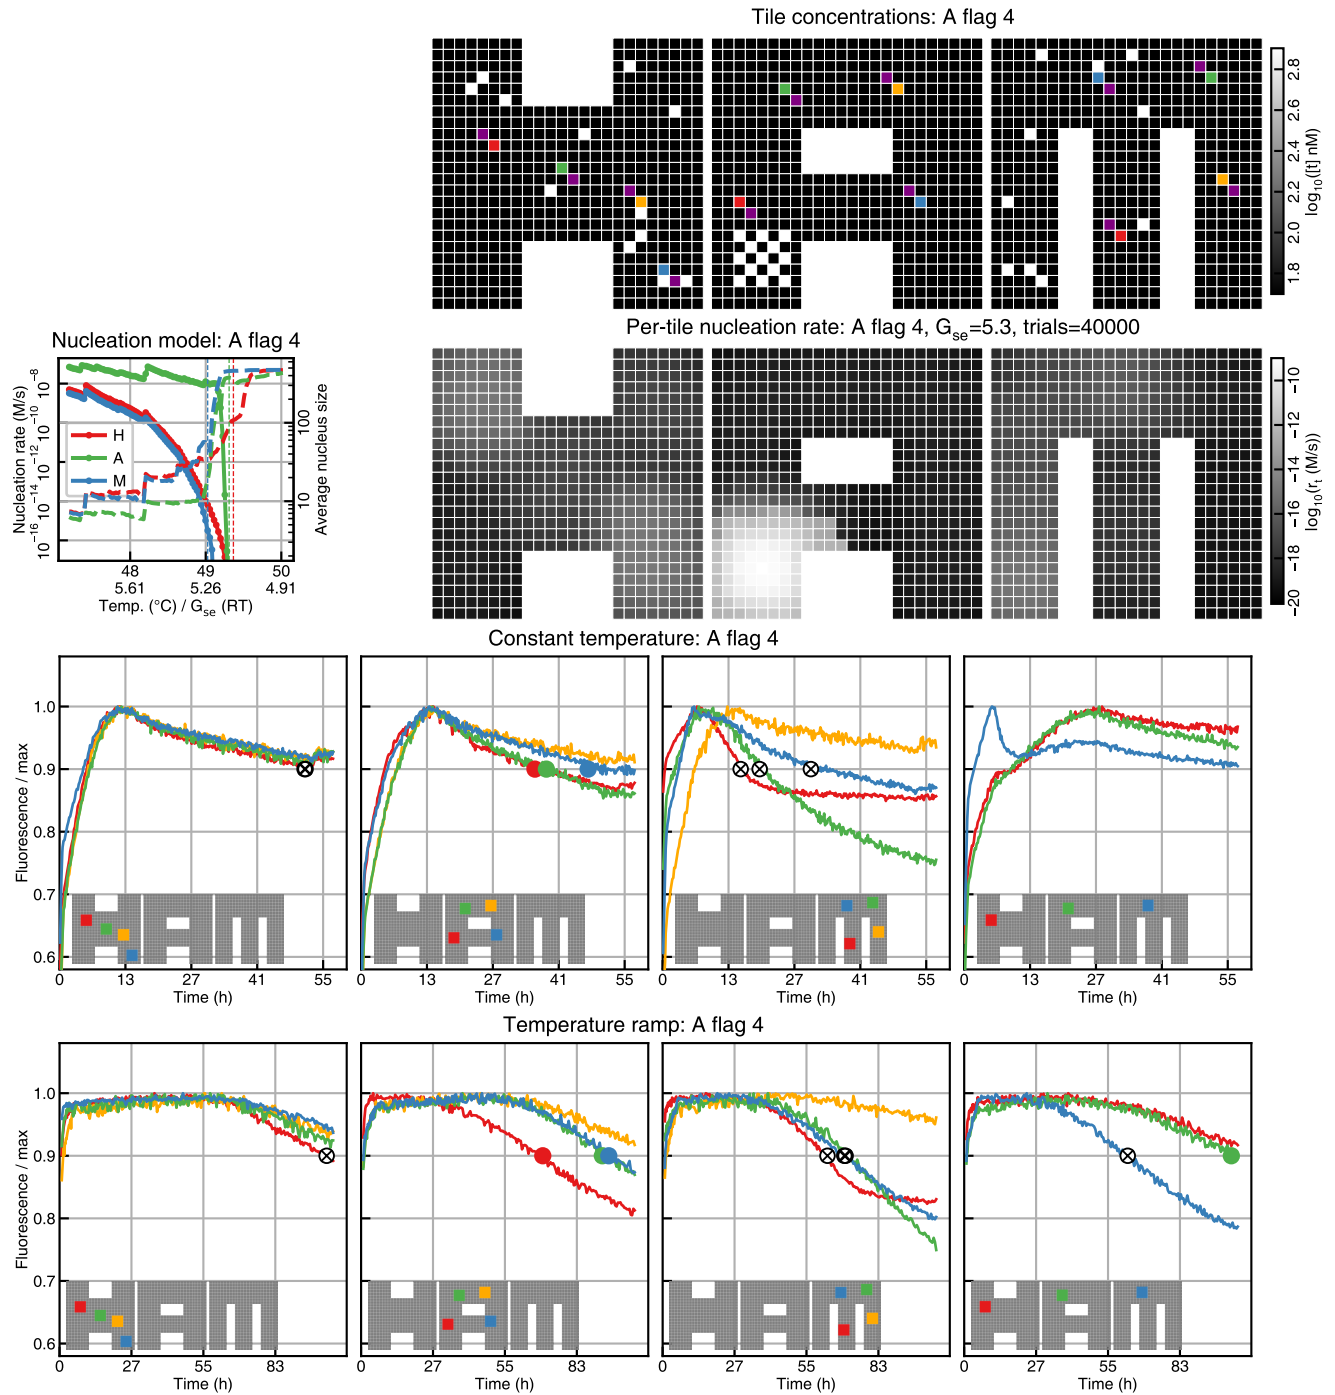 Tile concentrations: A flag 4
2.8
2.6
2.4
2.2
2.0
1.8
log10([t] nM)
Per-tile nucleation rate: A flag 4, Gse=5.3, trials=40000
−10
−12
−14
−16
−18
−20
log10(rt (M/s))
Nucleation model: A flag 4
Nucleation rate (M/s)
10−8
10−10
10−12
10−14
10−16
H
A
M
100
10
Average nucleus size
48 49 50
5.61 5.26 4.91
Temp. (°C) / Gse (RT)
Constant temperature: A flag 4
Fluorescence / max
1.0
0.9
0.8
0.7
0.6
0 13 27 41 55
Time (h)
0 13 27 41 55
Time (h)
0 13 27 41 55
Time (h)
0 13 27 41 55
Time (h)
Temperature ramp: A flag 4
Fluorescence / max
1.0
0.9
0.8
0.7
0.6
0 27 55 83
Time (h)
0 27 55 83
Time (h)
0 27 55 83
Time (h)
0 27 55 83
Time (h)